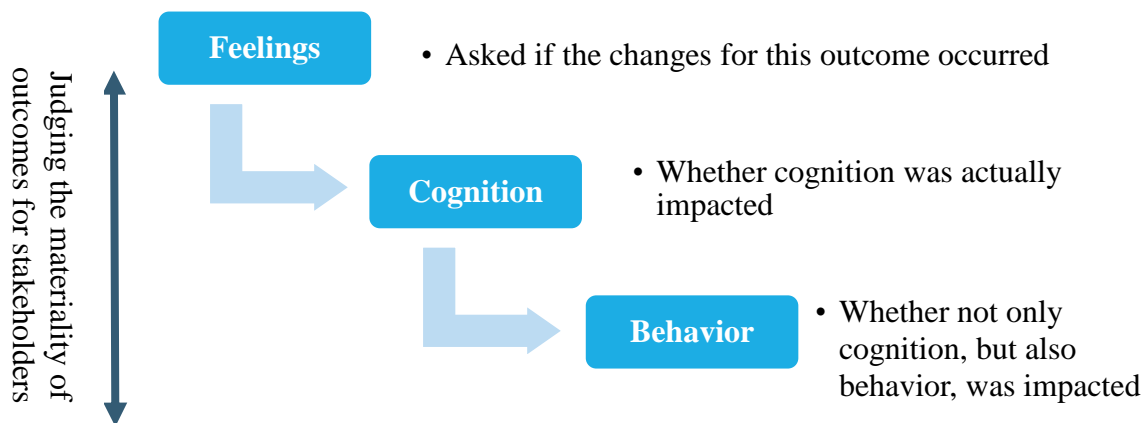 Feelings
• Asked if the changes for this outcome occurred
Judging the materiality of
outcomes for stakeholders
Cognition
• Whether cognition was actually
impacted
Behavior
• Whether not only
cognition, but also
behavior, was impacted